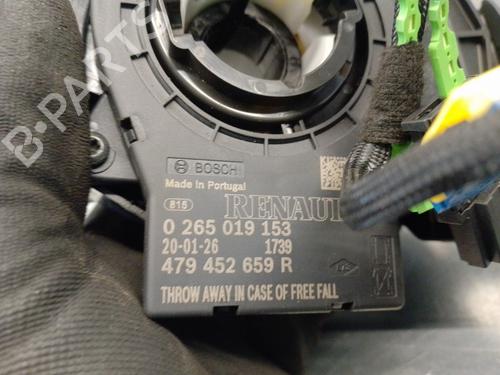 B-PARTS
BOSCH
Made in Portugal
815
RENAUL
0 265 019 153
20-01-26 1739
479 452 659 R
THROW AWAY IN CASE OF FREE FALL